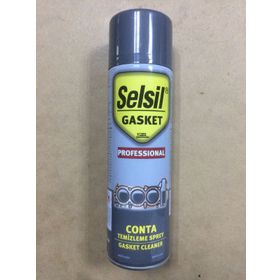 Selsil®
GASKET
PROFESSIONAL
CONTA
TEMİZLEME SPREY
GASKET CLEANER